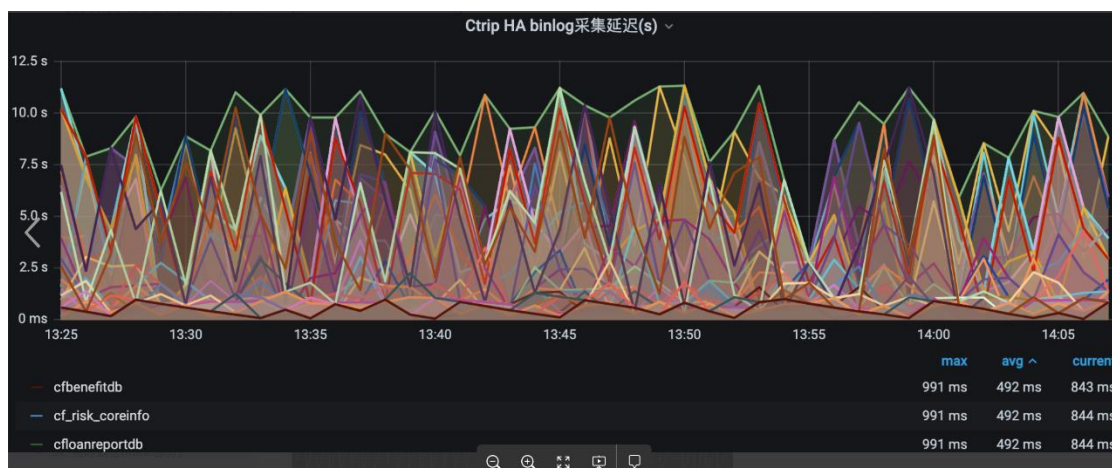 Ctrip HA binlog采集延迟(s)
12.5 s
10.0 s
7.5 s
5.0 s
2.5 s
0 ms
13:25 13:30 13:35 13:40 13:45 13:50 13:55 14:00 14:05
max avg current
cfbenefitdb 991 ms 492 ms 843 ms
cf_risk_coreinfo 991 ms 492 ms 844 ms
cfloanreportdb 991 ms 492 ms 844 ms